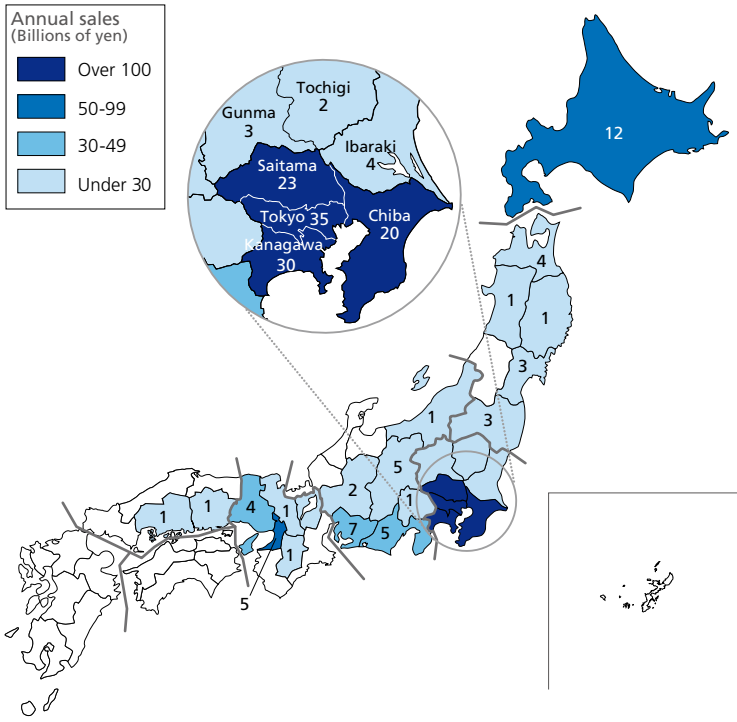 Annual sales
(Billions of yen)
Over 100
50-99
30-49
Under 30
Tochigi
2
Gunma
3
Ibaraki
4
Saitama
23
Tokyo 35
Chiba
20
Kanagawa
30
12
4
1
1
3
1
3
5
2
1
4
1
1
1
7
5
1
5